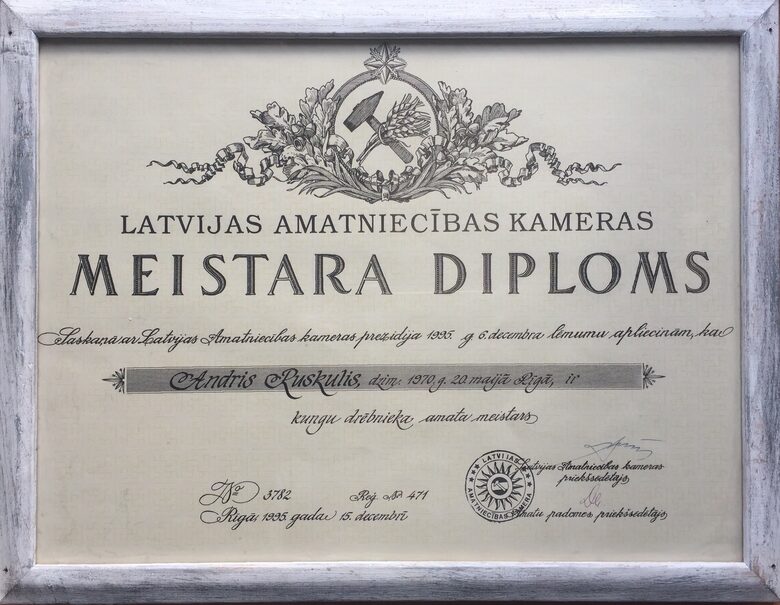 LATVIJAS AMATNIECĪBAS KAMERAS
MEISTARA DIPLOMS
Saskaņā ar Latvijas Amatniecības kameras prezidija 1995. g. 6. decembra lēmumu apliecinām, ka
Andris Ruskulis, dzim. 1970. g. 20. maijā Rīgā, ir
kungu drēbnieka amata meistars
Nº 3782 Reģ. Nº 471
Rīgā, 1995. gada 15. decembrī
LATVIJAS AMATNIECĪBAS KAMERA
Latvijas Amatniecības kameras
priekšsēdētājs
Amatu padomes priekšsēdētājs